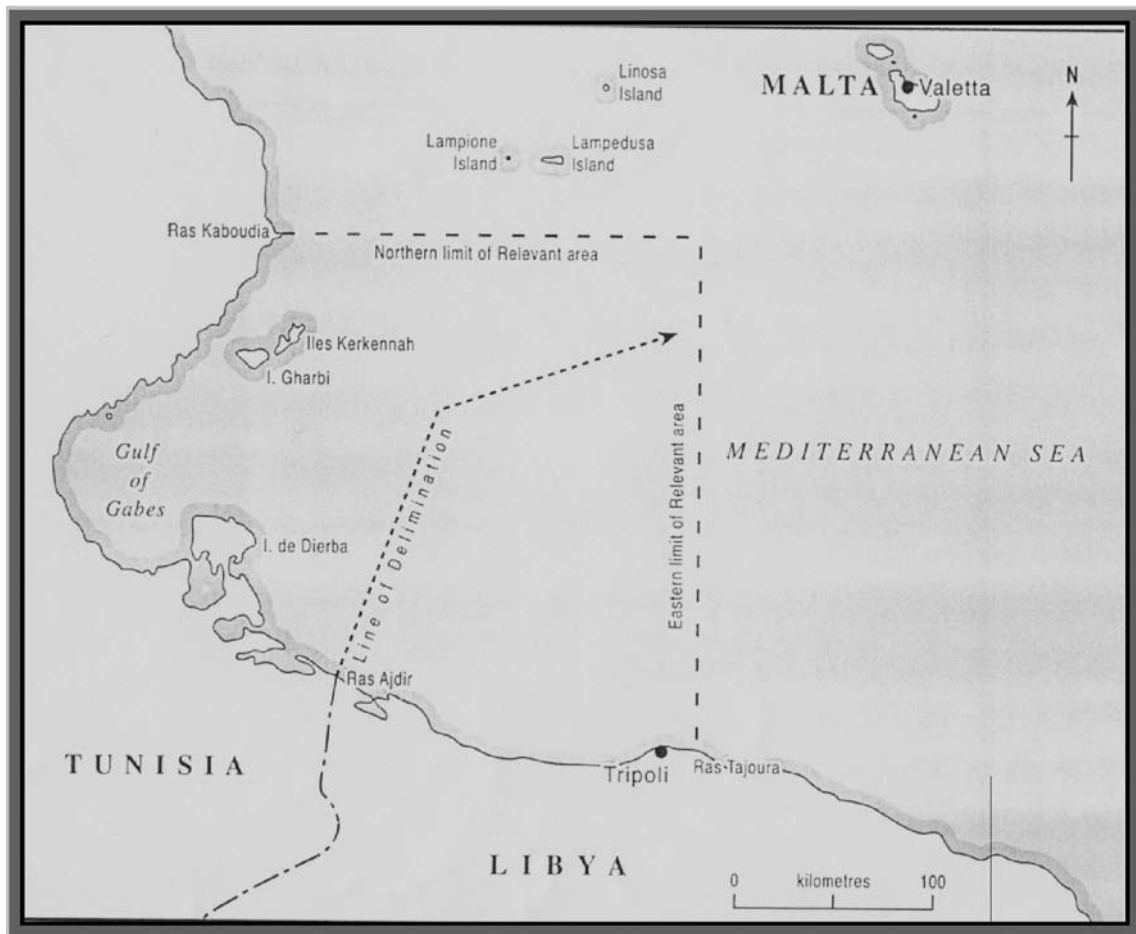 Linosa
Island
MALTA
Valetta
N
Lampione
Island
Lampedusa
Island
Ras Kaboudia
Northern limit of Relevant area
Iles Kerkennah
I. Gharbi
Gulf
of
Gabes
Line of Delimination
Eastern limit of Relevant area
MEDITERRANEAN SEA
I. de Dierba
Ras Ajdir
TUNISIA
Tripoli
Ras Tajoura
LIBYA
0 kilometres 100